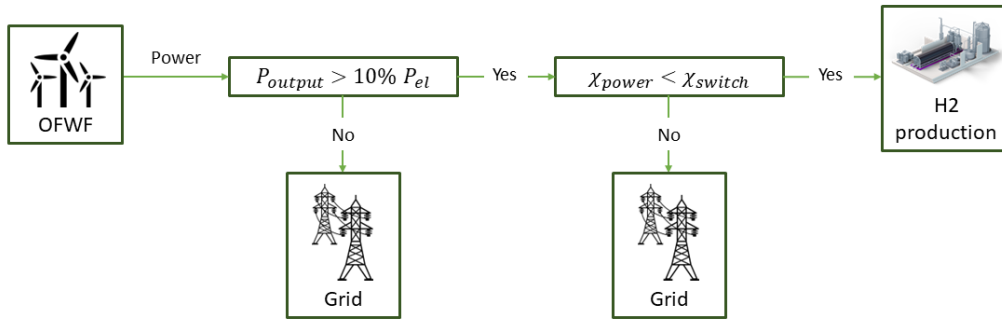 OFWF
Power
P_output > 10% P_el
Yes
χ_power < χ_switch
Yes
H2
production
No
Grid
No
Grid